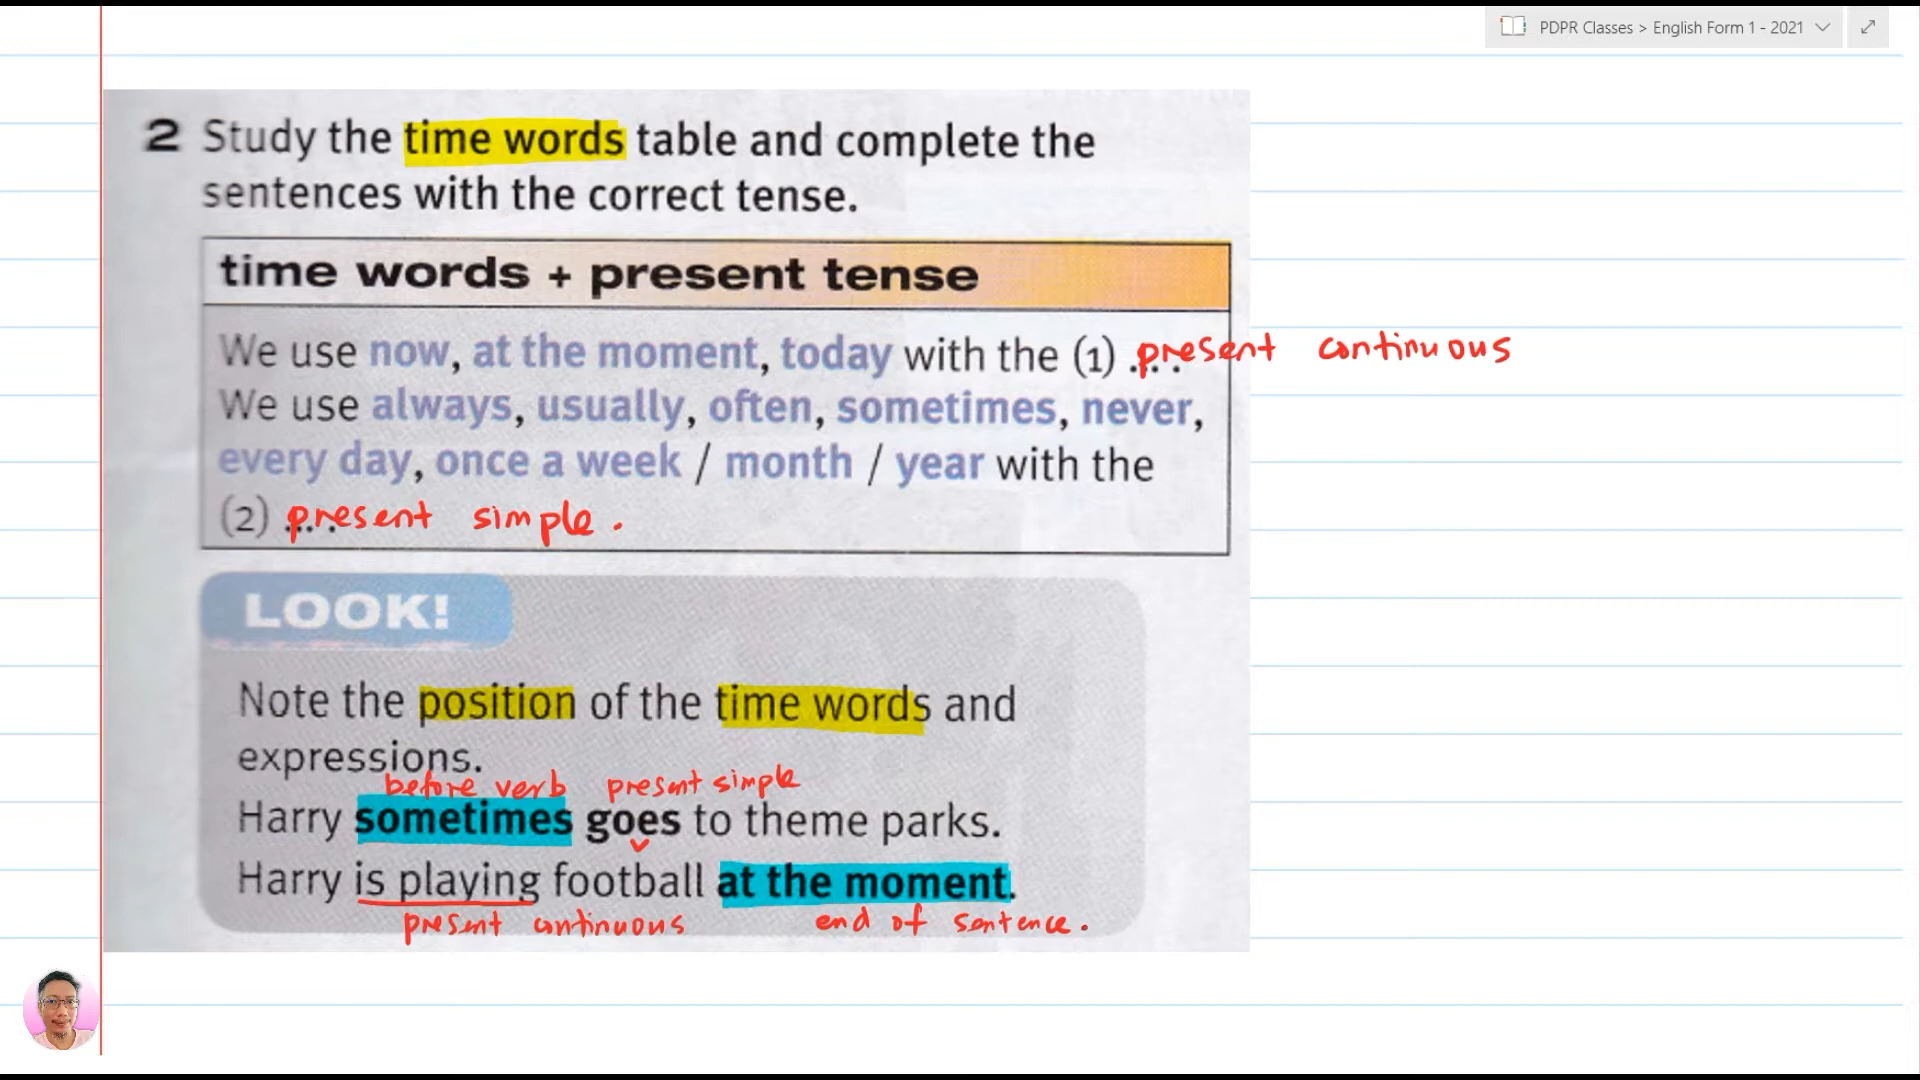 PDPR Classes > English Form 1 - 2021
2 Study the time words table and complete the
sentences with the correct tense.
time words + present tense
We use now, at the moment, today with the (1) .... present continuous
We use always, usually, often, sometimes, never,
every day, once a week / month / year with the
(2) .... present simple.
LOOK!
Note the position of the time words and
expressions.
before verb present simple
Harry sometimes goes to theme parks.
Harry is playing football at the moment.
present continuous end of sentence.